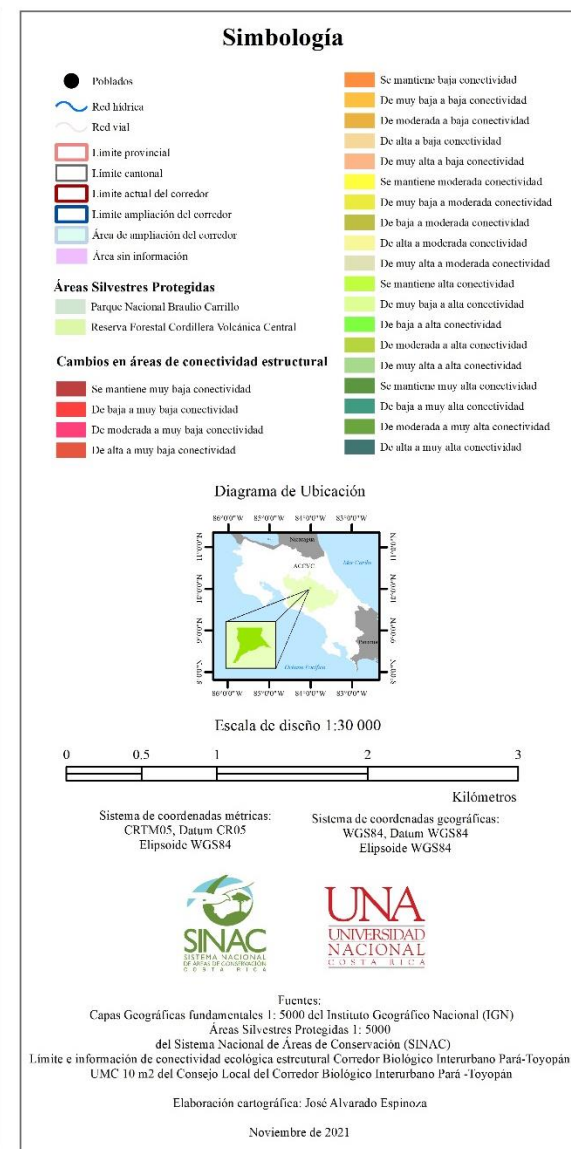 Simbología
Poblados
Red hídrica
Red vial
Límite provincial
Límite cantonal
Límite actual del corredor
Límite ampliación del corredor
Área de ampliación del corredor
Área sin información
Áreas Silvestres Protegidas
Parque Nacional Braulio Carrillo
Reserva Forestal Cordillera Volcánica Central
Cambios en áreas de conectividad estructural
Se mantiene muy baja conectividad
De baja a muy baja conectividad
De moderada a muy baja conectividad
De alta a muy baja conectividad
Se mantiene baja conectividad
De muy baja a baja conectividad
De moderada a baja conectividad
De alta a baja conectividad
De muy alta a baja conectividad
Se mantiene moderada conectividad
De muy baja a moderada conectividad
De baja a moderada conectividad
De alta a moderada conectividad
De muy alta a moderada conectividad
Se mantiene alta conectividad
De muy baja a alta conectividad
De baja a alta conectividad
De moderada a alta conectividad
De muy alta a alta conectividad
Se mantiene muy alta conectividad
De baja a muy alta conectividad
De moderada a muy alta conectividad
De alta a muy alta conectividad
Diagrama de Ubicación
86°0'0"W 85°0'0"W 84°0'0"W 83°0'0"W
Nicaragua
ACCVC
Mar Caribe
Panamá
Océano Pacífico
86°0'0"W 85°0'0"W 84°0'0"W 83°0'0"W
Escala de diseño 1:30 000
0 0.5 1 2 3
Kilómetros
Sistema de coordenadas métricas:
CRTM05, Datum CR05
Elipsoide WGS84
Sistema de coordenadas geográficas:
WGS84, Datum WGS84
Elipsoide WGS84
SINAC
SISTEMA NACIONAL
DE ÁREAS DE CONSERVACIÓN
COSTA RICA
UNA
UNIVERSIDAD
NACIONAL
COSTA RICA
Fuentes:
Capas Geográficas fundamentales 1: 5000 del Instituto Geográfico Nacional (IGN)
Áreas Silvestres Protegidas 1: 5000
del Sistema Nacional de Áreas de Conservación (SINAC)
Límite e información de conectividad ecológica estrcutural Corredor Biológico Interurbano Pará-Toyopán
UMC 10 m2 del Consejo Local del Corredor Biológico Interurbano Pará -Toyopán
Elaboración cartográfica: José Alvarado Espinoza
Noviembre de 2021